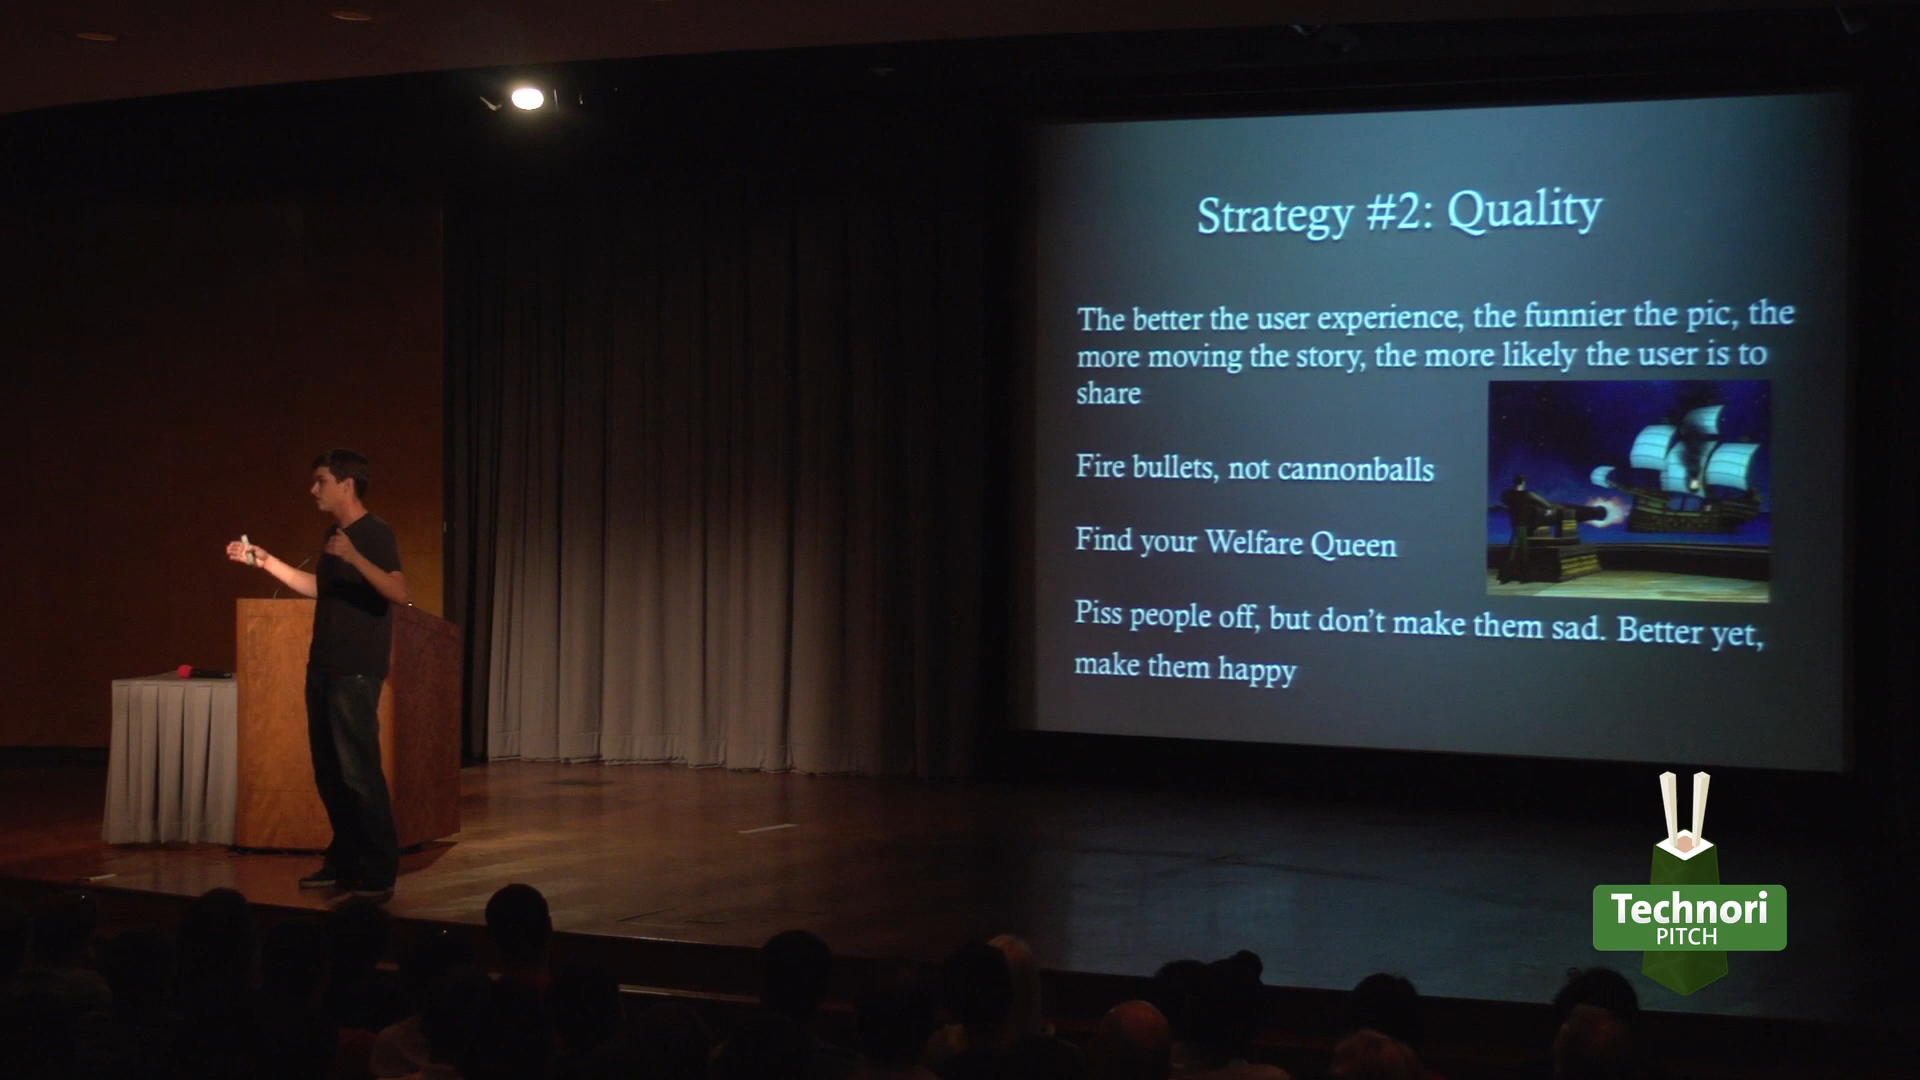 Strategy #2: Quality
The better the user experience, the funnier the pic, the
more moving the story, the more likely the user is to
share
Fire bullets, not cannonballs
Find your Welfare Queen
Piss people off, but don't make them sad. Better yet,
make them happy
Technori
PITCH